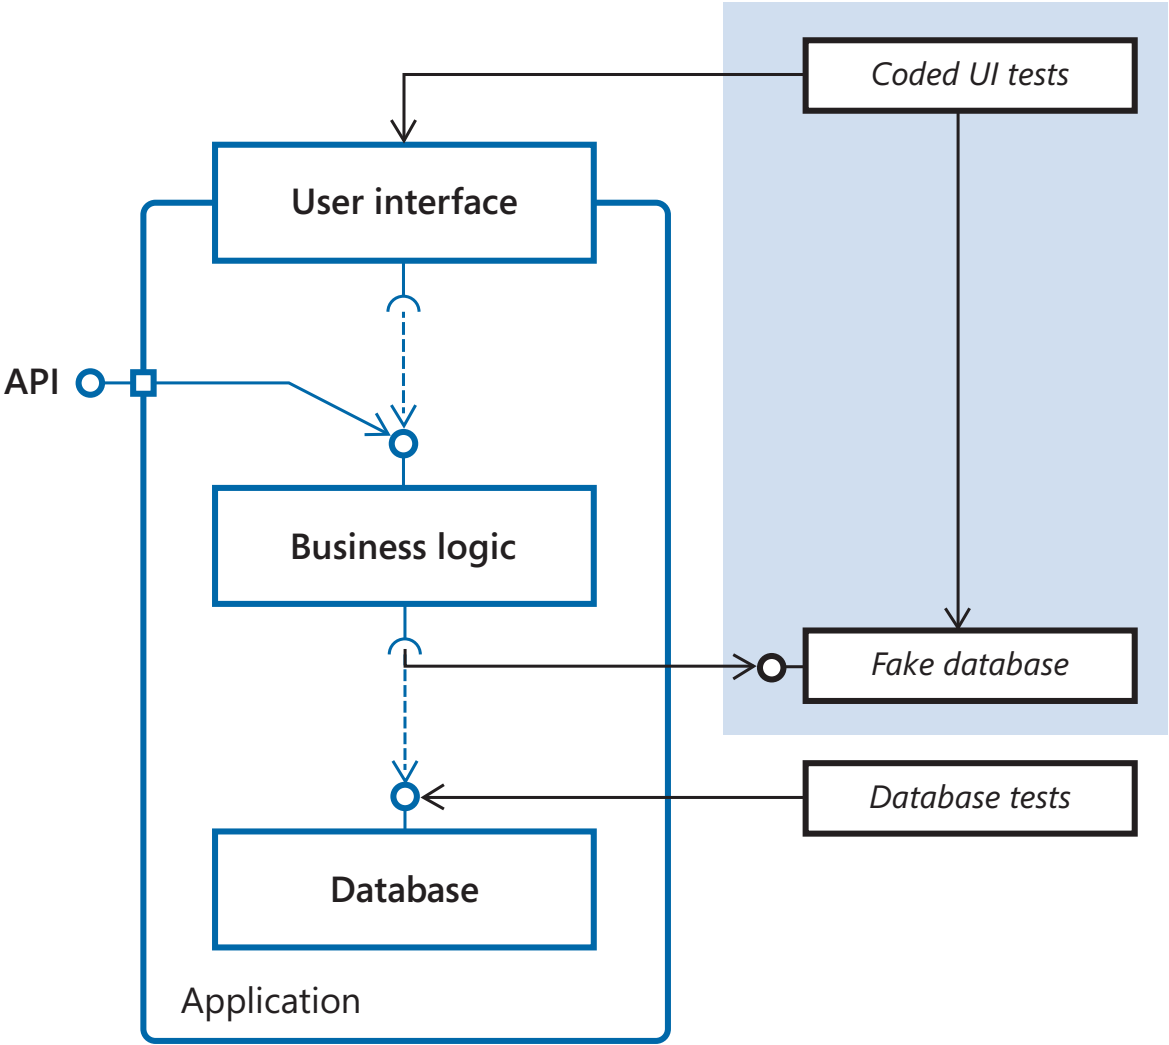 Coded UI tests
User interface
API
Business logic
Fake database
Database tests
Database
Application